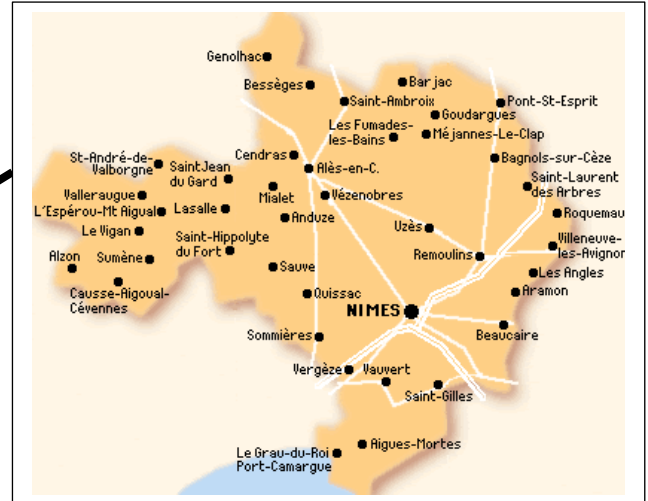 Genolhac
Bessèges
Barjac
Saint-Ambroix
Pont-St-Esprit
Goudargues
Les Fumades-
les-Bains
Méjannes-Le-Clap
Cendras
St-André-de-
Valborgne
SaintJean
du Gard
Alès-en-C.
Bagnols-sur-Cèze
Saint-Laurent
des Arbres
Mialet
Vézenobres
Valleraugue
L'Espérou-Mt Aigual
Lasalle
Anduze
Roquemau
Uzès
Le Vigan
Saint-Hippolyte
du Fort
Villeneuve-
les-Avignor
Remoulins
Alzon
Sumène
Sauve
Les Angles
Causse-Aigoual-
Cévennes
Quissac
Aramon
NIMES
Sommières
Beaucaire
Vergèze
Vauvert
Saint-Gilles
Aigues-Mortes
Le Grau-du-Roi
Port-Camargue